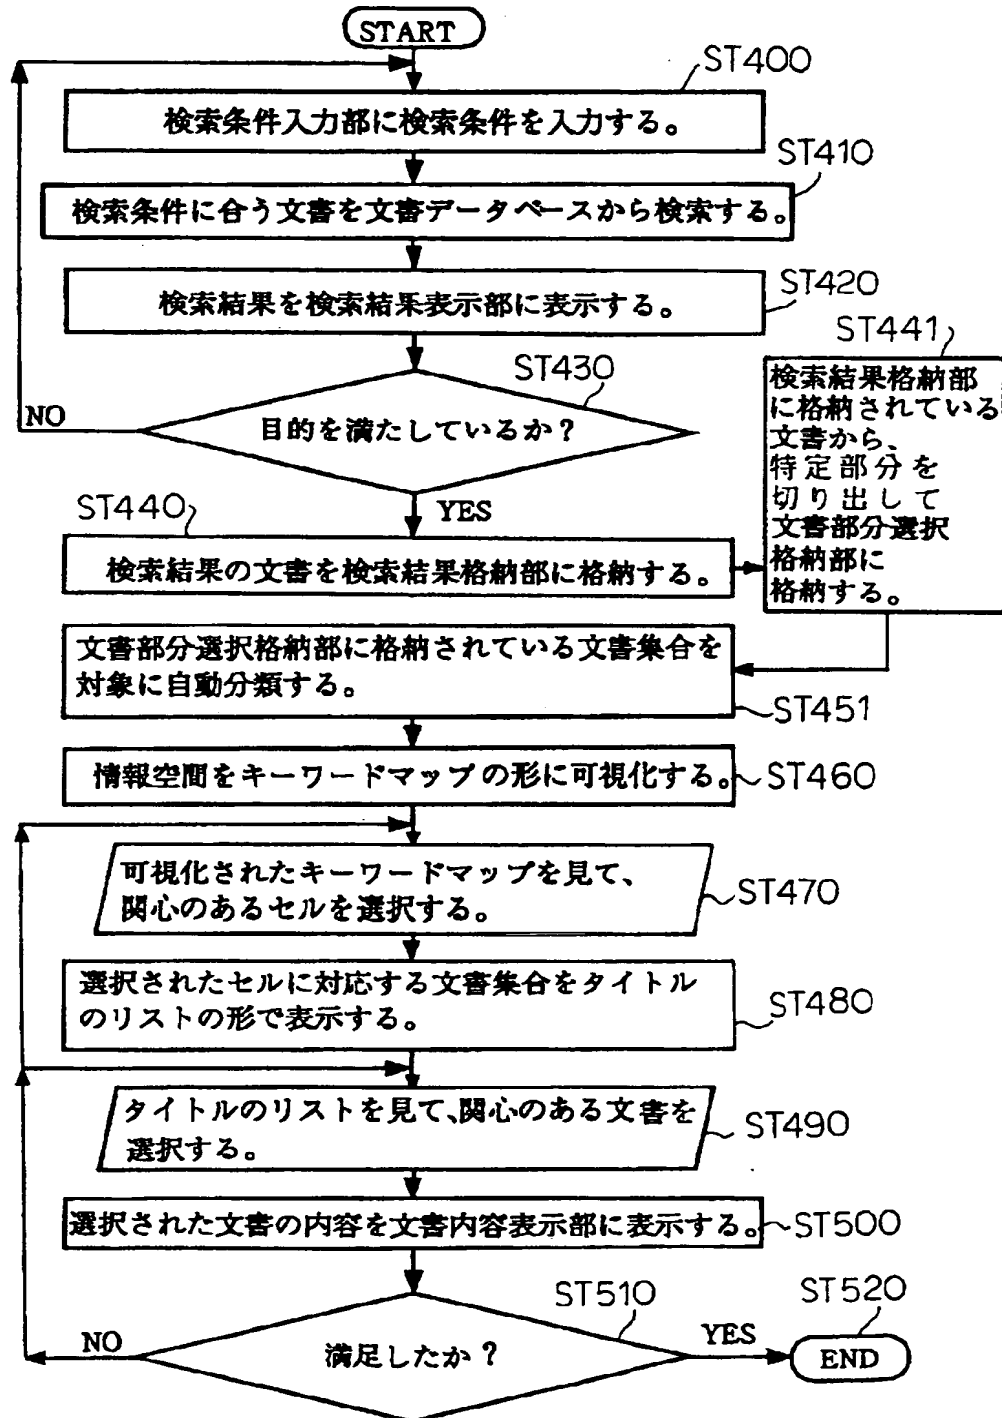 START
ST400
検索条件入力部に検索条件を入力する。
ST410
検索条件に合う文書を文書データベースから検索する。
ST420
検索結果を検索結果表示部に表示する。
ST430
目的を満たしているか？
NO
YES
ST440
検索結果の文書を検索結果格納部に格納する。
ST441
検索結果格納部
に格納されている
文書から、
特定部分を
切り出して
文書部分選択
格納部に
格納する。
文書部分選択格納部に格納されている文書集合を
対象に自動分類する。
ST451
情報空間をキーワードマップの形に可視化する。
ST460
可視化されたキーワードマップを見て、
関心のあるセルを選択する。
ST470
選択されたセルに対応する文書集合をタイトル
のリストの形で表示する。
ST480
タイトルのリストを見て、関心のある文書を
選択する。
ST490
選択された文書の内容を文書内容表示部に表示する。
ST500
ST510
満足したか？
NO
YES
ST520
END